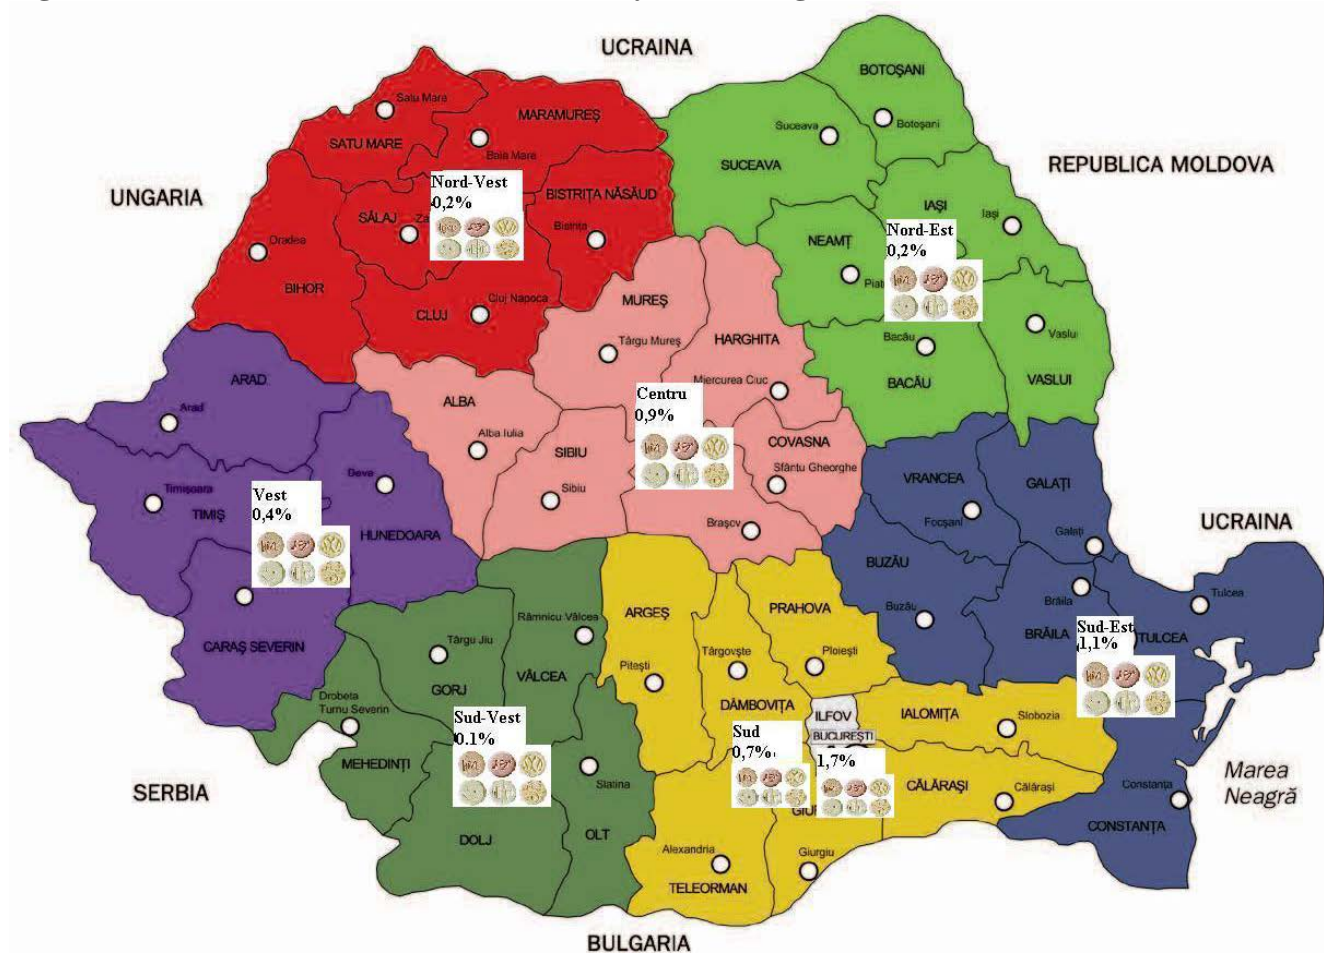 UCRAINA
BOTOŞANI
Botoşani
Satu Mare
MARAMUREŞ
SATU MARE
Baia Mare
Suceava
SUCEAVA
REPUBLICA MOLDOVA
UNGARIA
Nord-Vest
0,2%
BISTRIŢA NĂSĂUD
Bistriţa
SĂLAJ
IAŞI
Iaşi
NEAMŢ
Nord-Est
0,2%
Oradea
BIHOR
CLUJ
Cluj Napoca
MUREŞ
Târgu Mureş
HARGHITA
Miercurea Ciuc
Bacău
BACĂU
Vaslui
VASLUI
ARAD
Arad
ALBA
Alba Iulia
Centru
0,9%
SIBIU
Sibiu
COVASNA
Sfântu Gheorghe
Braşov
VRANCEA
Focşani
GALAŢI
Galaţi
UCRAINA
Timişoara
TIMIŞ
Vest
0,4%
Deva
HUNEDOARA
CARAŞ SEVERIN
BUZĂU
Buzău
Brăila
BRĂILA
Tulcea
TULCEA
Sud-Est
1,1%
ARGEŞ
Piteşti
PRAHOVA
Ploieşti
Târgovşte
DÂMBOVIŢA
Râmnicu Vâlcea
VÂLCEA
Târgu Jiu
GORJ
Drobeta
Turnu Severin
MEHEDINŢI
Sud-Vest
0.1%
Slatina
OLT
DOLJ
Sud
0,7%
ILFOV
BUCUREŞTI
1,7%
IALOMIŢA
Slobozia
CĂLĂRAŞI
Călăraşi
Constanţa
CONSTANŢA
Marea
Neagră
SERBIA
Alexandria
TELEORMAN
Giurgiu
BULGARIA